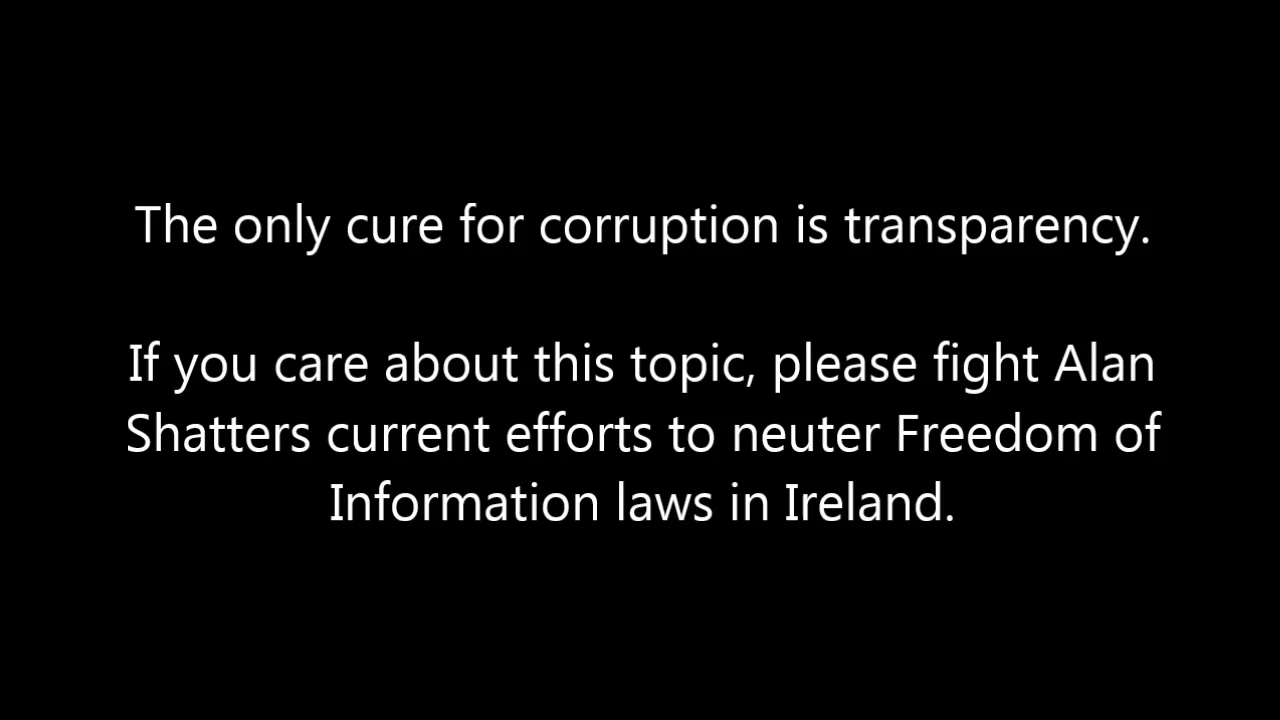 The only cure for corruption is transparency.
If you care about this topic, please fight Alan
Shatters current efforts to neuter Freedom of
Information laws in Ireland.